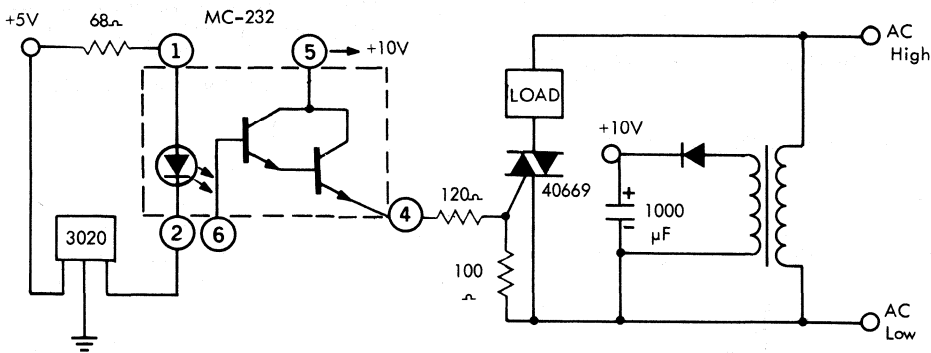 MC-232
+5V
68Ω
1
5
+10V
AC
High
LOAD
+10V
120Ω
40669
4
+
1000
µF
-
2
6
3020
100
Ω
AC
Low